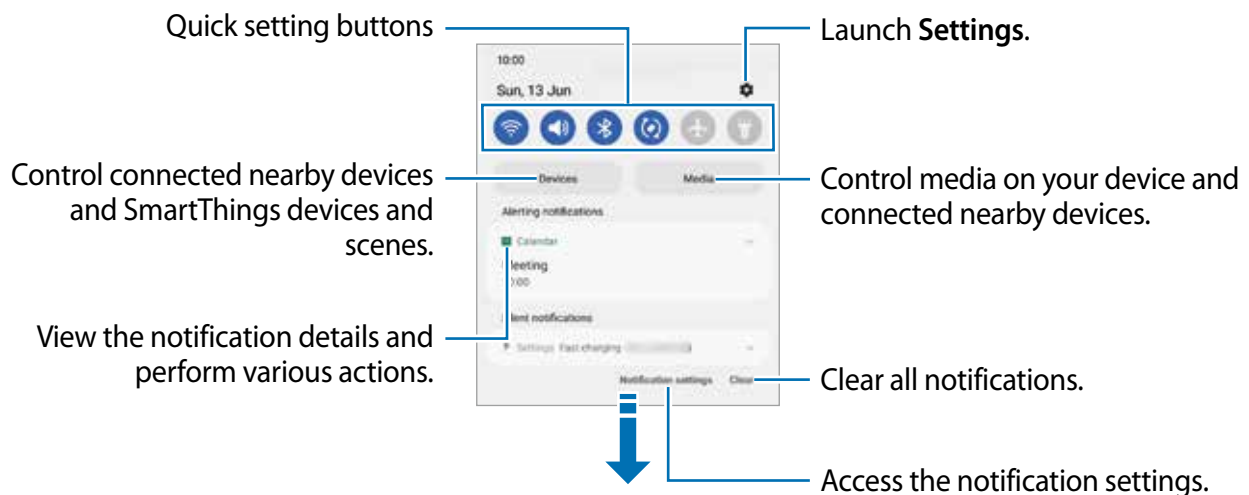 Quick setting buttons
Launch Settings.
10:00
Sun, 13 Jun
Control connected nearby devices
and SmartThings devices and
scenes.
Devices
Media
Control media on your device and
connected nearby devices.
Alerting notifications
Calendar
Meeting
View the notification details and
perform various actions.
notifications
Settings Fast charging
Notification settings
Clear
Clear all notifications.
Access the notification settings.